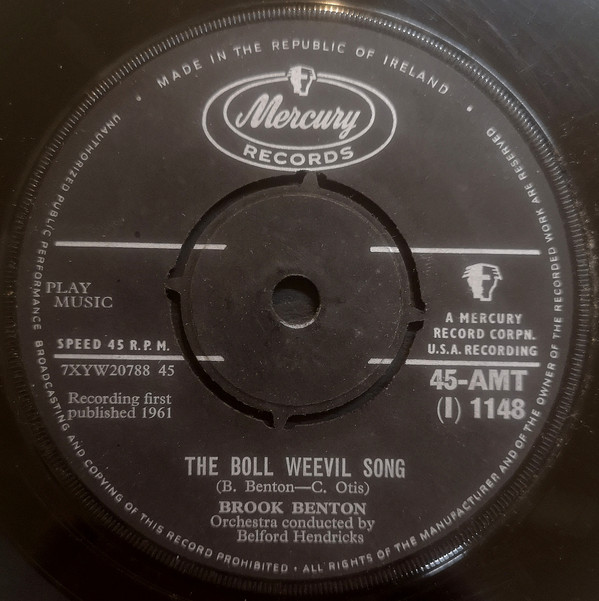 MADE IN THE REPUBLIC OF IRELAND
Mercury
RECORDS
PLAY
MUSIC
SPEED 45 R.P.M.
7XYW20788 45
Recording first
published 1961
A MERCURY
RECORD CORPN.
U.S.A. RECORDING
45-AMT
(I) 1148
THE BOLL WEEVIL SONG
(B. Benton—C. Otis)
BROOK BENTON
Orchestra conducted by
Belford Hendricks
UNAUTHORIZED PUBLIC PERFORMANCE BROADCASTING AND COPYING OF THIS RECORD PROHIBITED • ALL RIGHTS OF THE MANUFACTURER AND OF THE OWNER OF THE RECORDED WORK ARE RESERVED